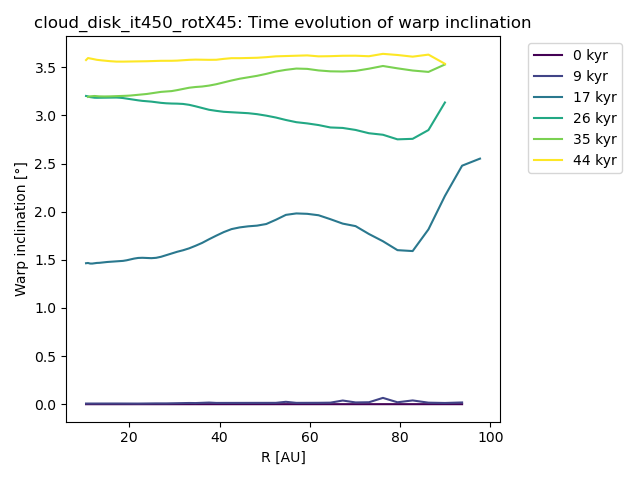 cloud_disk_it450_rotX45: Time evolution of warp inclination
Warp inclination [°]
3.5
3.0
2.5
2.0
1.5
1.0
0.5
0.0
20
40
60
80
100
R [AU]
0 kyr
9 kyr
17 kyr
26 kyr
35 kyr
44 kyr